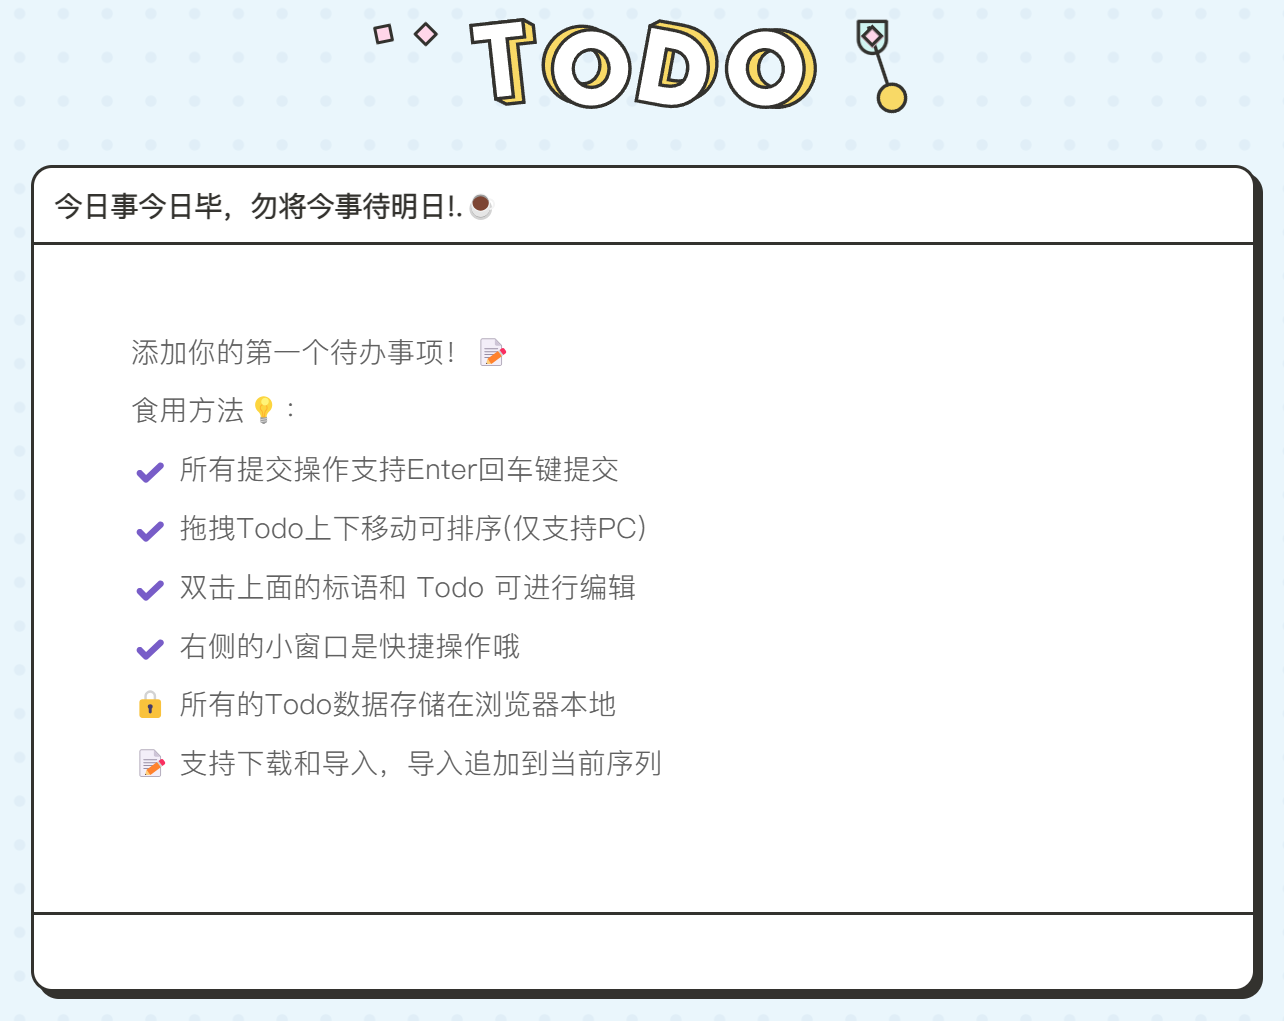 TODO
今日事今日毕，勿将今事待明日!.☕
添加你的第一个待办事项！📝
食用方法💡：
✔ 所有提交操作支持Enter回车键提交
✔ 拖拽Todo上下移动可排序(仅支持PC)
✔ 双击上面的标语和 Todo 可进行编辑
✔ 右侧的小窗口是快捷操作哦
🔒 所有的Todo数据存储在浏览器本地
📝 支持下载和导入，导入追加到当前序列